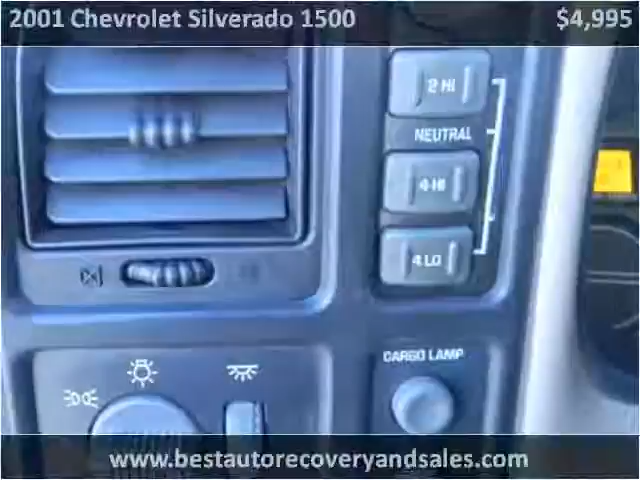 2001 Chevrolet Silverado 1500 $4,995
2 HI
NEUTRAL
4 HI
4 LO
CARGO LAMP
www.bestautorecoveryandsales.com